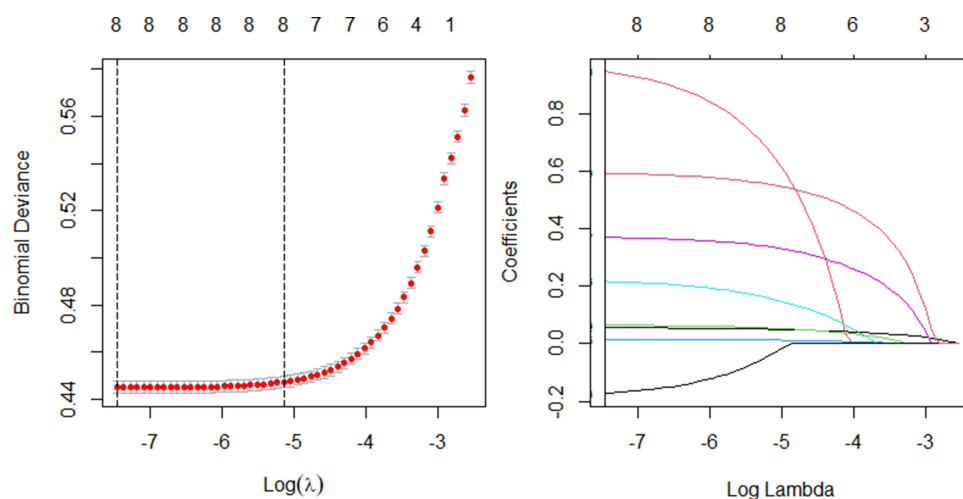 8 8 8 8 8 7 7 6 4 1
Binomial Deviance
0.56
0.52
0.48
0.44
-7 -6 -5 -4 -3
Log(λ)
8 8 8 6 3
Coefficients
0.8
0.6
0.4
0.2
0.0
-0.2
-7 -6 -5 -4 -3
Log Lambda